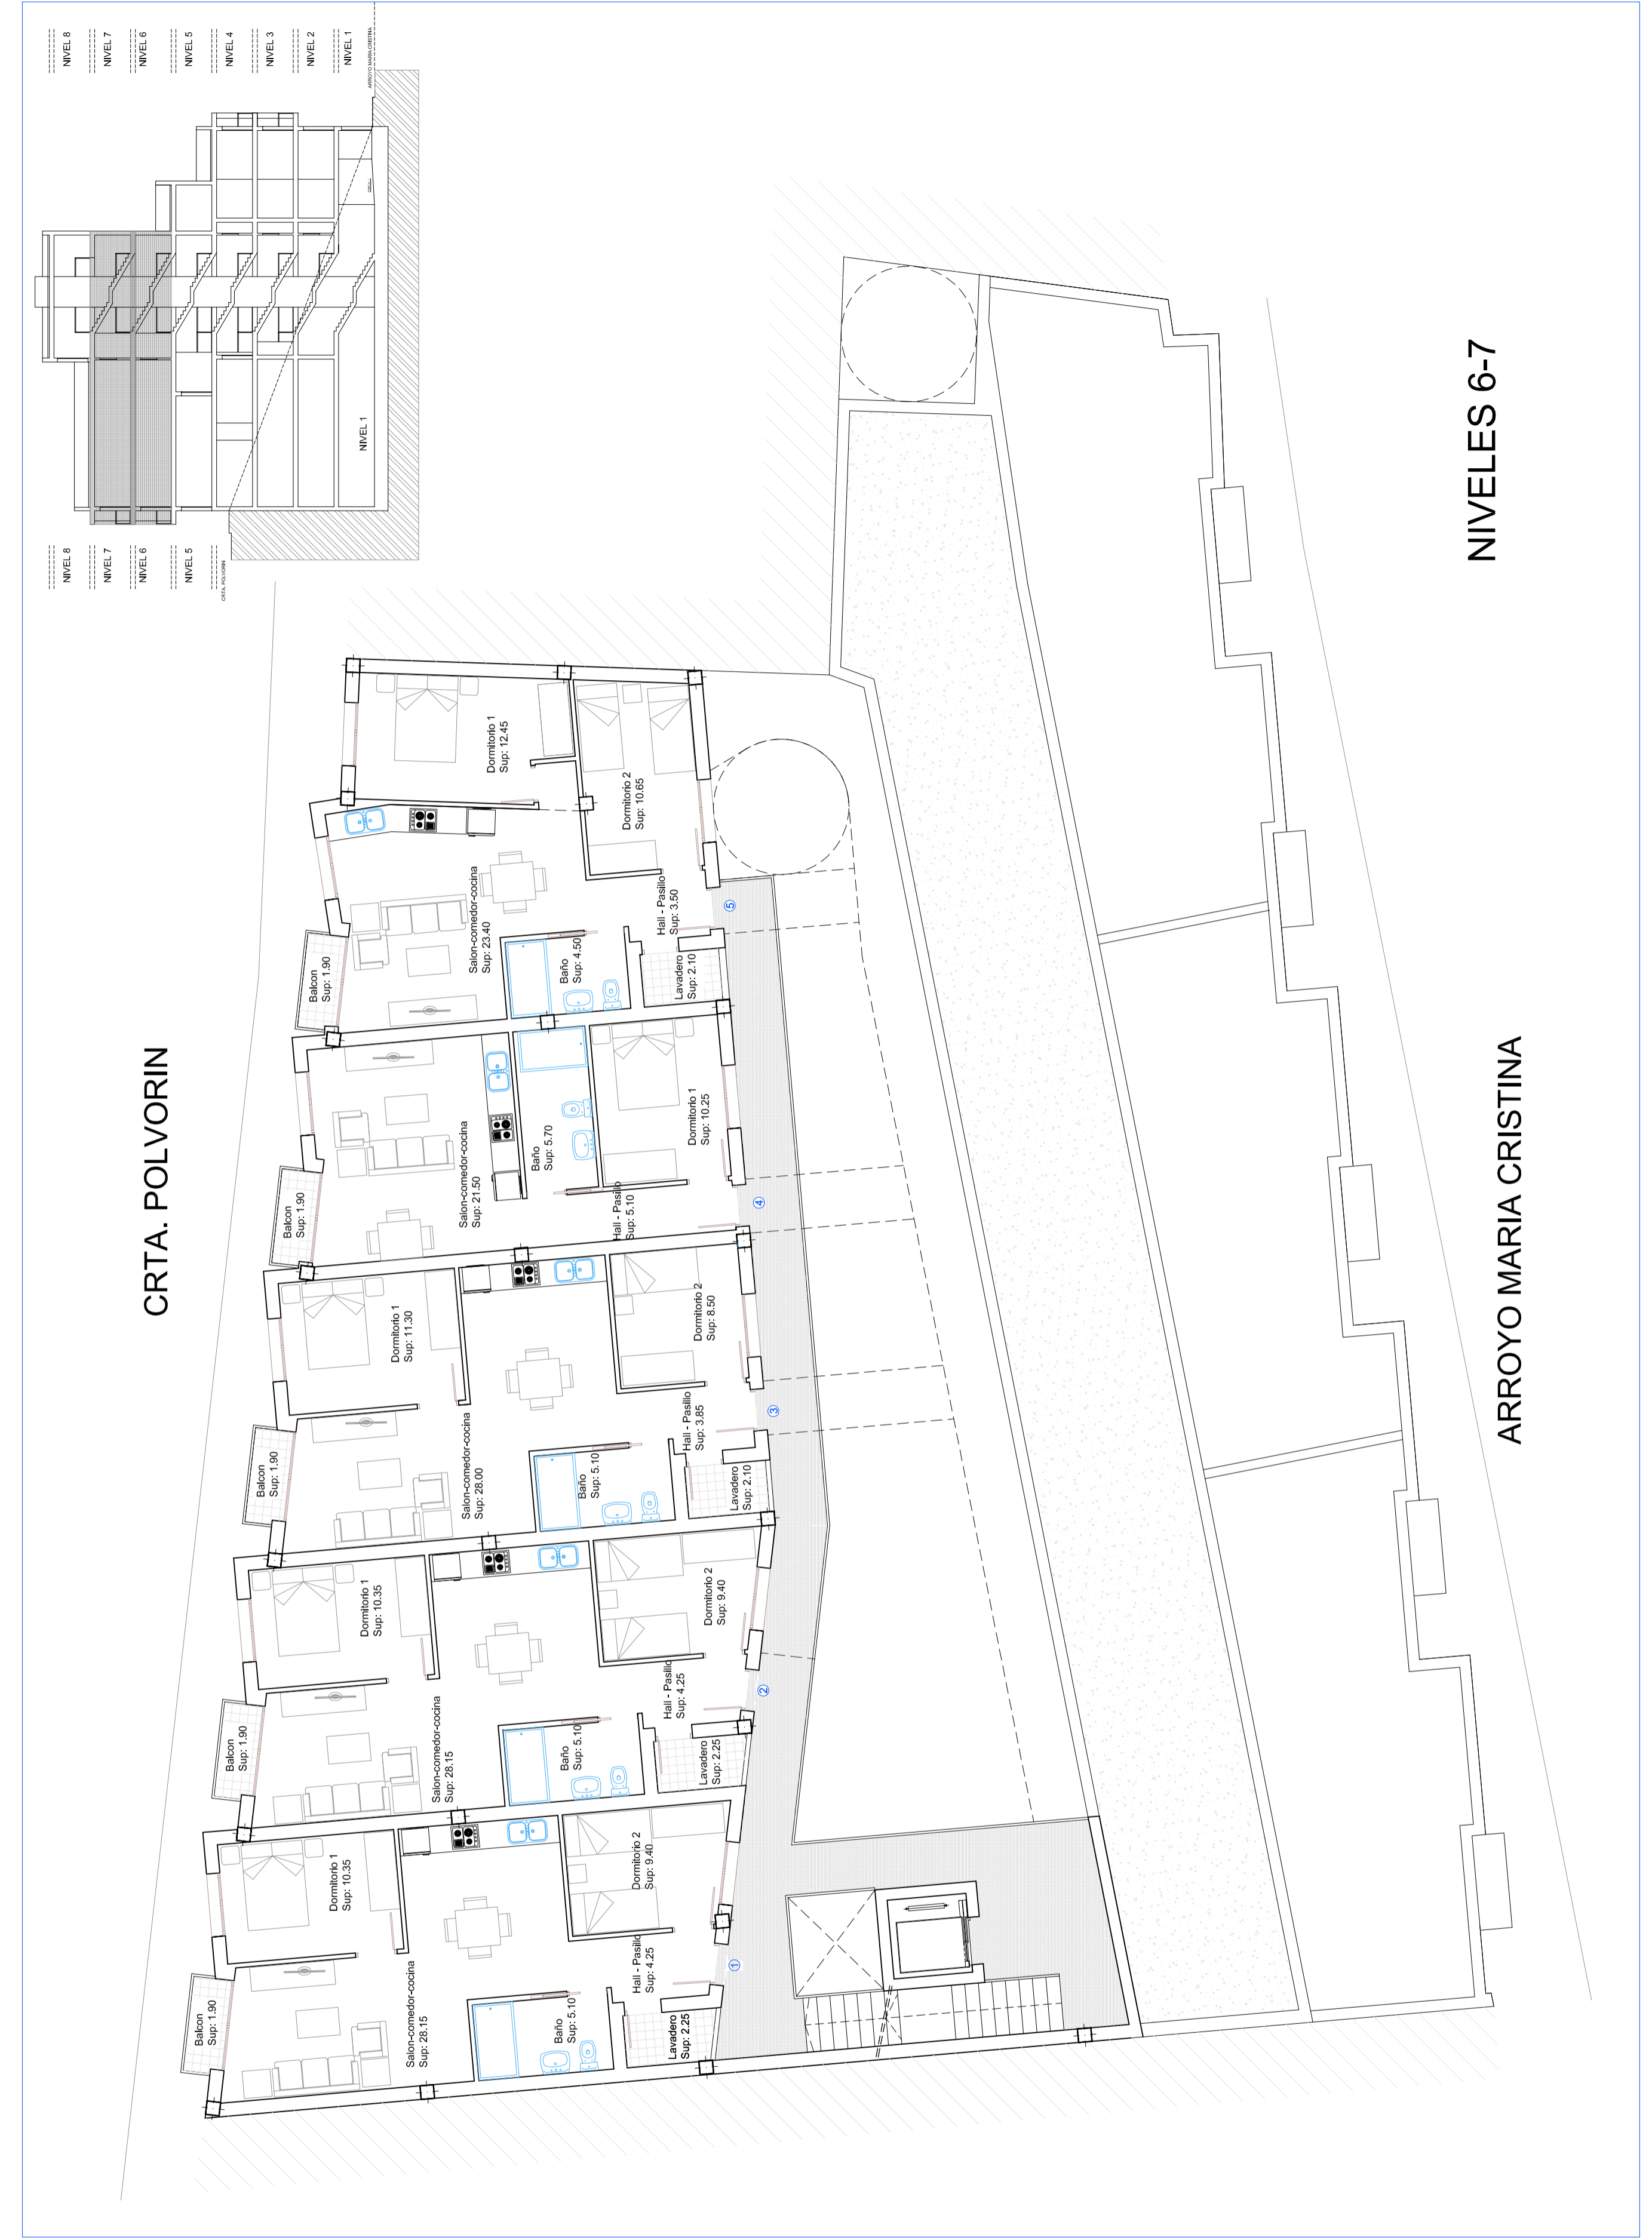 NIVEL 8
NIVEL 7
NIVEL 6
NIVEL 5
NIVEL 4
NIVEL 3
NIVEL 2
NIVEL 1
ARROYO MARIA CRISTINA
NIVEL 1
NIVEL 8
NIVEL 7
NIVEL 6
NIVEL 5
CRTA. POLVORIN
CRTA. POLVORIN
NIVELES 6-7
ARROYO MARIA CRISTINA
Dormitorio 1
Sup: 12.45
Dormitorio 2
Sup: 10.65
Salon-comedor-cocina
Sup: 23.40
Hall - Pasillo
Sup: 3.50
Balcon
Sup: 1.90
Baño
Sup: 4.50
Lavadero
Sup: 2.10
5
Salon-comedor-cocina
Sup: 21.50
Baño
Sup: 5.70
Dormitorio 1
Sup: 10.25
Balcon
Sup: 1.90
Hall - Pasillo
Sup: 5.10
4
Dormitorio 1
Sup: 11.30
Dormitorio 2
Sup: 8.50
Balcon
Sup: 1.90
Salon-comedor-cocina
Sup: 28.00
Baño
Sup: 5.10
Hall - Pasillo
Sup: 3.85
Lavadero
Sup: 2.10
3
Dormitorio 1
Sup: 10.35
Dormitorio 2
Sup: 9.40
Balcon
Sup: 1.90
Salon-comedor-cocina
Sup: 28.15
Baño
Sup: 5.10
Hall - Pasillo
Sup: 4.25
Lavadero
Sup: 2.25
2
Dormitorio 1
Sup: 10.35
Dormitorio 2
Sup: 9.40
Balcon
Sup: 1.90
Salon-comedor-cocina
Sup: 28.15
Baño
Sup: 5.10
Hall - Pasillo
Sup: 4.25
Lavadero
Sup: 2.25
1